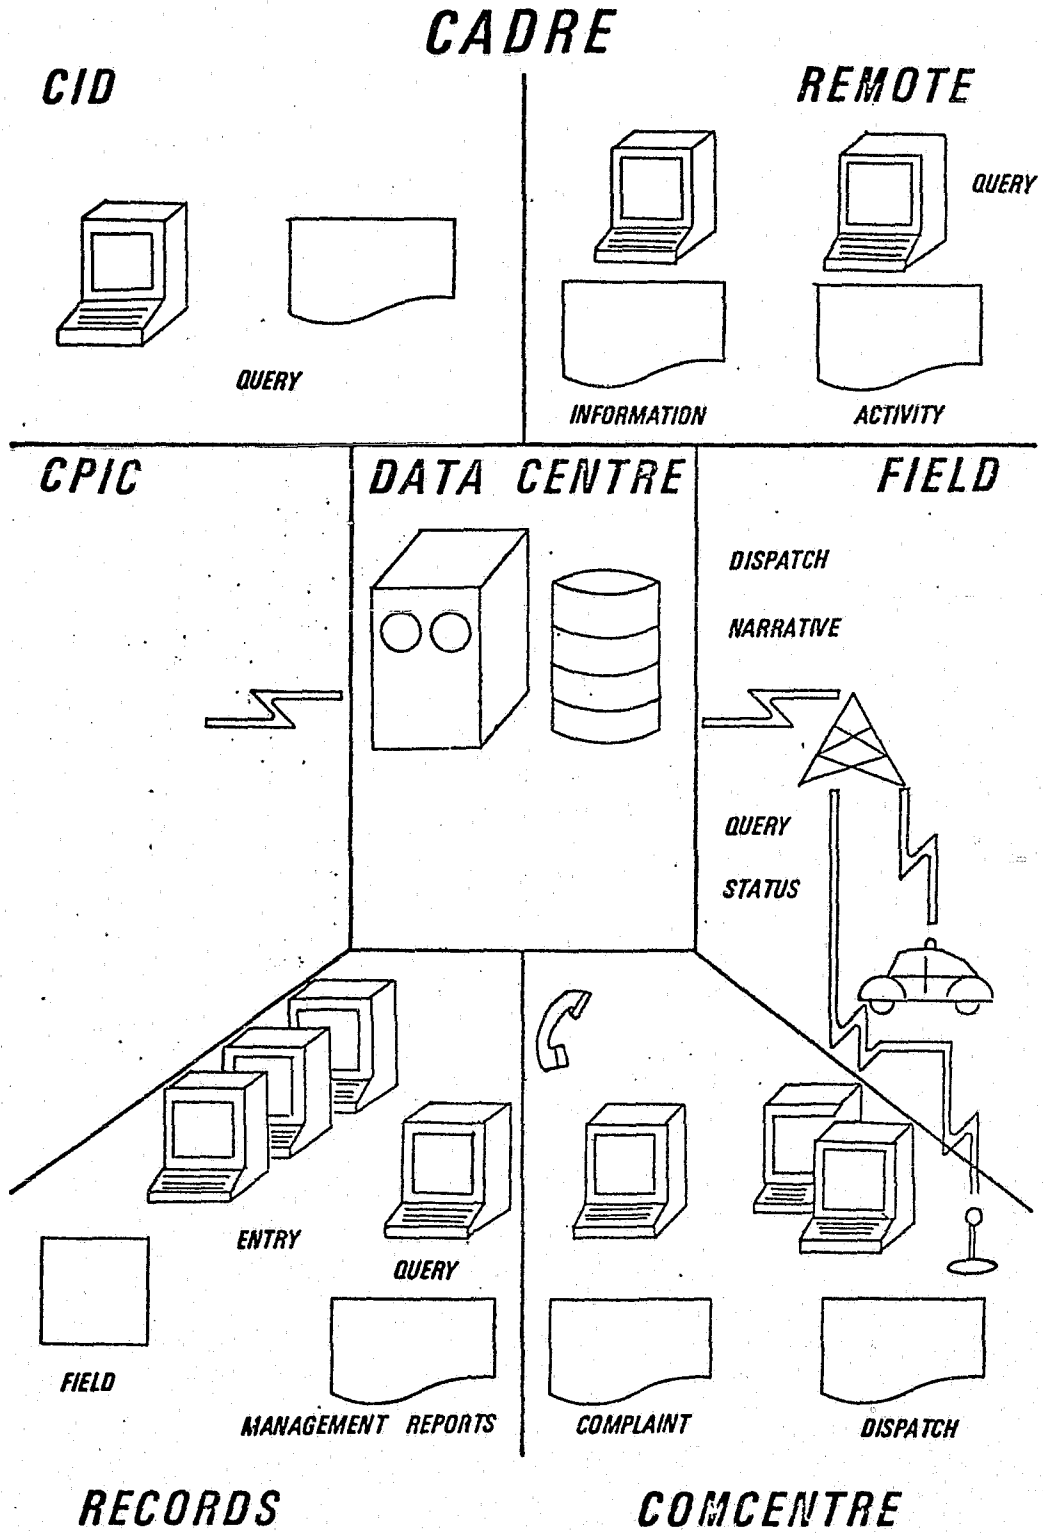 CADRE
CID
REMOTE
QUERY
QUERY
INFORMATION
ACTIVITY
CPIC
DATA CENTRE
FIELD
DISPATCH
NARRATIVE
QUERY
STATUS
ENTRY
QUERY
FIELD
MANAGEMENT REPORTS
COMPLAINT
DISPATCH
RECORDS
COMCENTRE